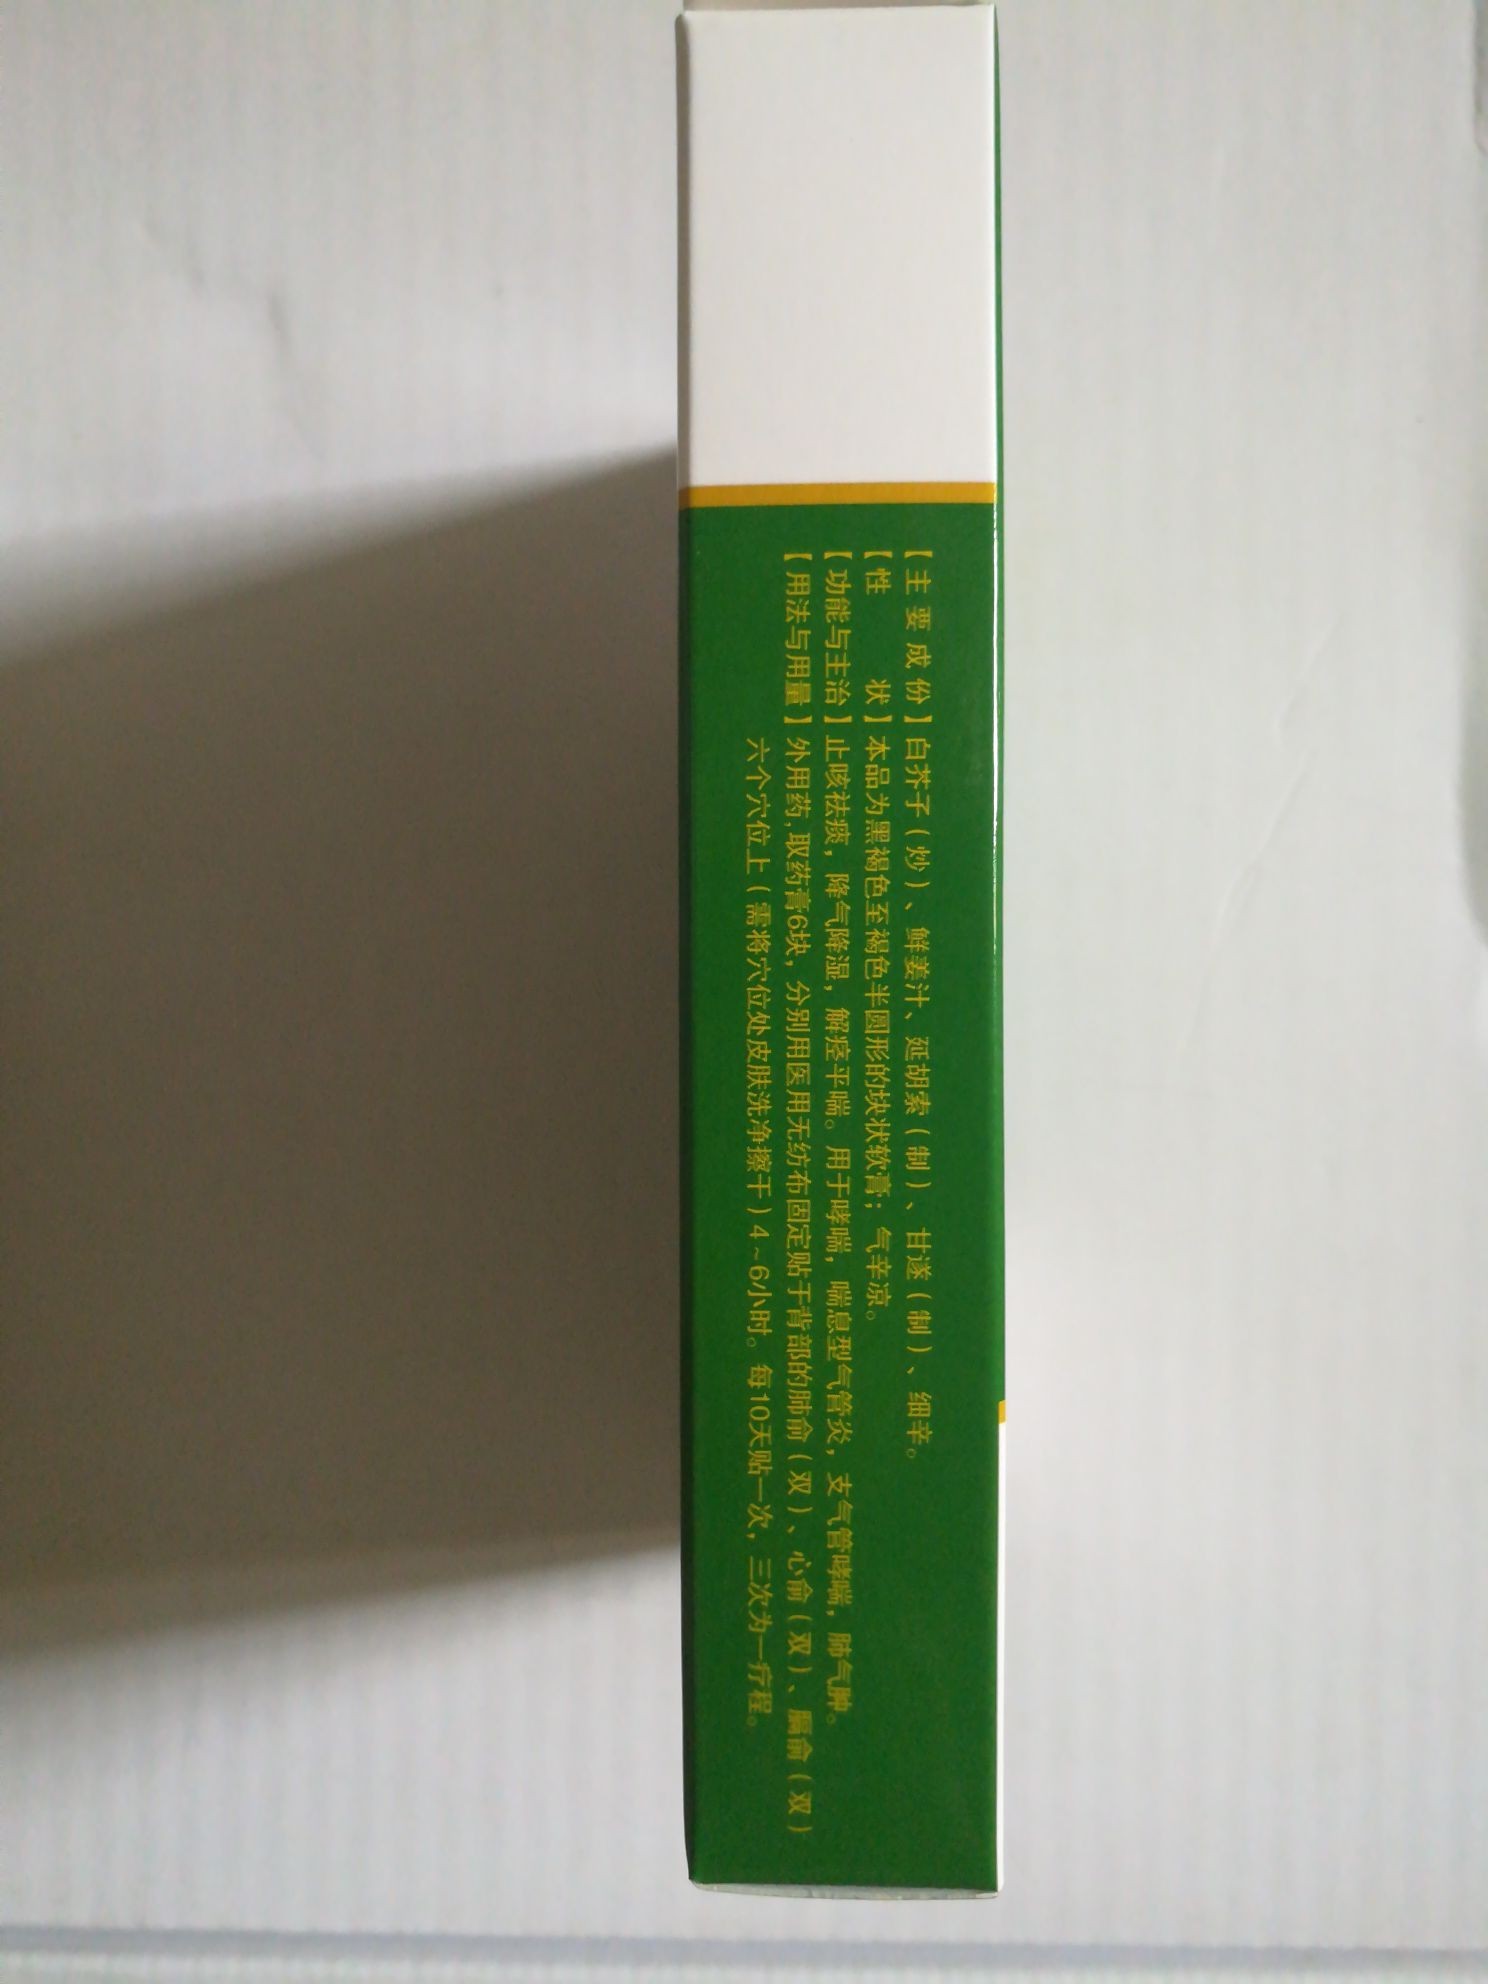 【主要成份】白芥子(炒)、鲜姜汁、延胡索(制)、甘遂(制)、细辛。
【性状】本品为黑褐色至褐色半圆形的块状软膏;气辛凉。
【功能与主治】止咳祛痰,降气降湿,解痉平喘。用于哮喘,喘息型气管炎,支气管哮喘,肺气肿。
【用法与用量】外用药,取药膏6块,分别用医用无纺布固定贴于背部的肺俞(双)、心俞(双)、膈俞(双)
六个穴位上(需将穴位处皮肤洗净擦干)4~6小时。每10天贴一次,三次为一疗程。